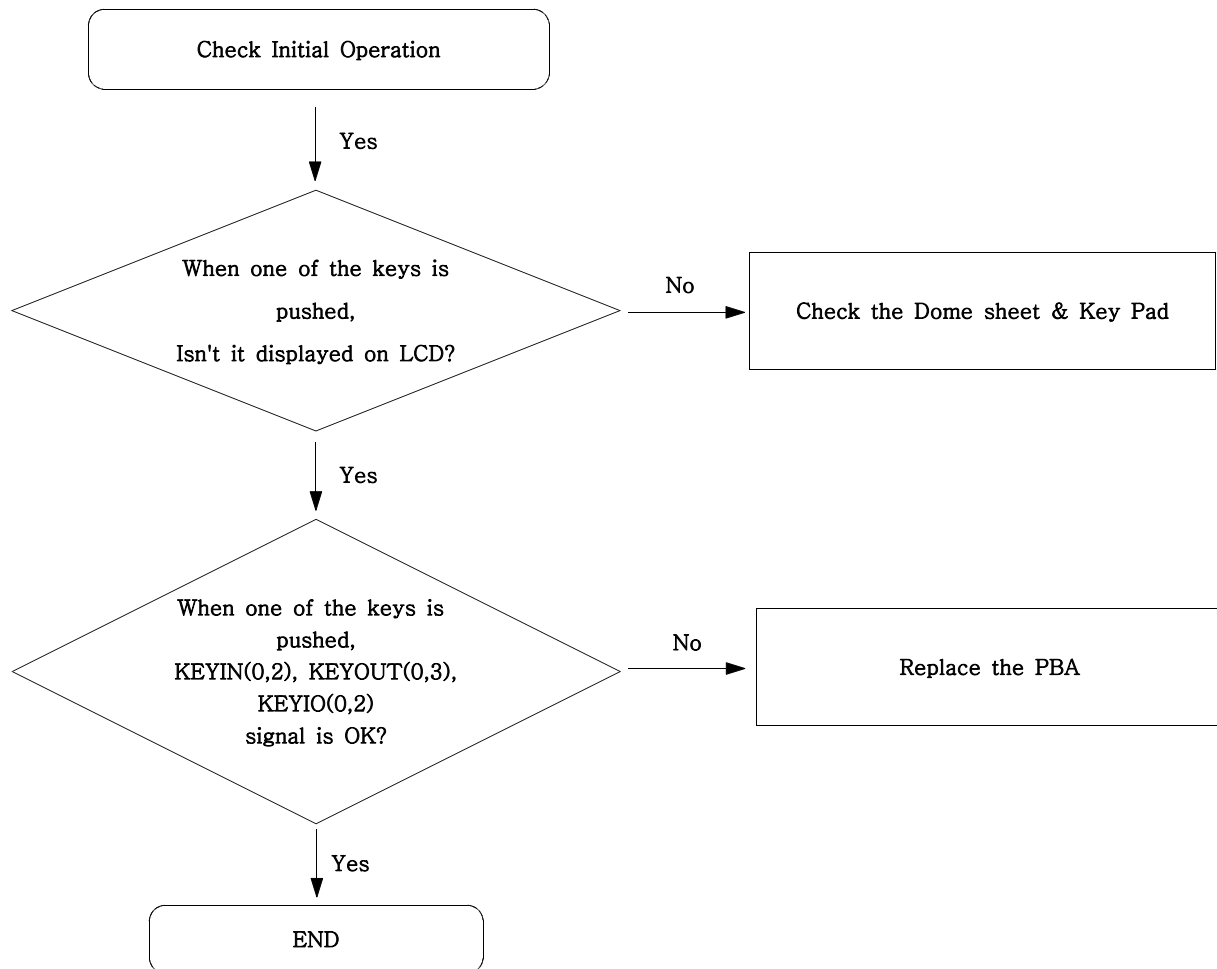 Check Initial Operation
Yes
When one of the keys is
pushed,
Isn't it displayed on LCD?
No
Check the Dome sheet & Key Pad
Yes
When one of the keys is
pushed,
KEYIN(0,2), KEYOUT(0,3),
KEYIO(0,2)
signal is OK?
No
Replace the PBA
Yes
END